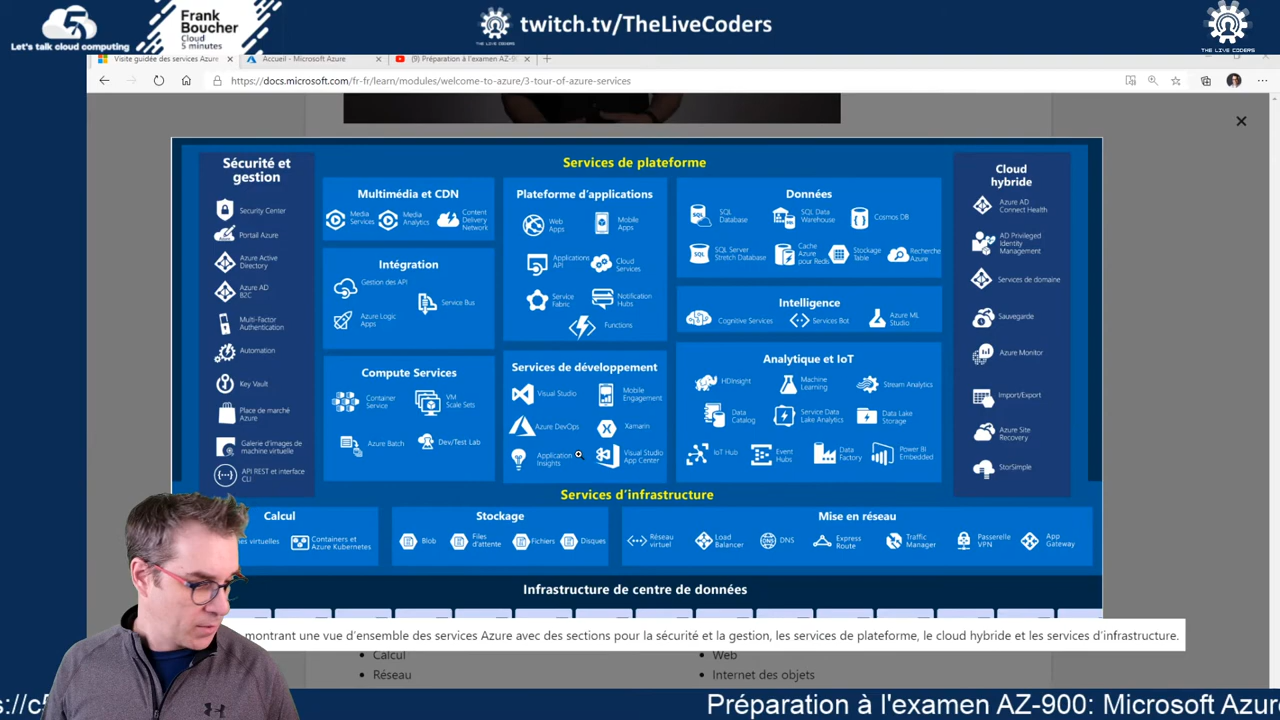 Let's talk cloud computing
5
Frank
Boucher
Cloud
5 minutes
twitch.tv/TheLiveCoders
THE LIVE CODERS
Visite guidée des services Azure
Accueil - Microsoft Azure
(9) Préparation à l'examen AZ-9
https://docs.microsoft.com/fr-fr/learn/modules/welcome-to-azure/3-tour-of-azure-services
Sécurité et
gestion
Security Center
Portail Azure
Azure Active
Directory
Azure AD
B2C
Multi-Factor
Authentication
Automation
Key Vault
Place de marché
Azure
Galerie d'images de
machine virtuelle
API REST et interface
CLI
Services de plateforme
Multimédia et CDN
Media
Services
Media
Analytics
Content
Delivery
Network
Intégration
Gestion des API
Service Bus
Azure Logic
Apps
Compute Services
Container
Service
VM
Scale Sets
Azure Batch
Dev/Test Lab
Plateforme d'applications
Web
Apps
Mobile
Apps
Applications
API
Cloud
Services
Service
Fabric
Notification
Hubs
Functions
Services de développement
Visual Studio
Mobile
Engagement
Azure DevOps
Xamarin
Application
Insights
Visual Studio
App Center
Données
SQL
Database
SQL Data
Warehouse
Cosmos DB
SQL Server
Stretch Database
Cache
Azure
pour Redis
Stockage
Table
Recherche
Azure
Intelligence
Cognitive Services
Services Bot
Azure ML
Studio
Analytique et IoT
HDInsight
Machine
Learning
Stream Analytics
Data
Catalog
Service Data
Lake Analytics
Data Lake
Storage
IoT Hub
Event
Hubs
Data
Factory
Power BI
Embedded
Cloud
hybride
Azure AD
Connect Health
AD Privileged
Identity
Management
Services de domaine
Sauvegarde
Azure Monitor
Import/Export
Azure Site
Recovery
StorSimple
Services d'infrastructure
Calcul
es virtuelles
Containers et
Azure Kubernetes
Stockage
Blob
Files
d'attente
Fichiers
Disques
Mise en réseau
Réseau
virtuel
Load
Balancer
DNS
Express
Route
Traffic
Manager
Passerelle
VPN
App
Gateway
Infrastructure de centre de données
montrant une vue d'ensemble des services Azure avec des sections pour la sécurité et la gestion, les services de plateforme, le cloud hybride et les services d'infrastructure.
Calcul
Web
Réseau
Internet des objets
s://c5
Préparation à l'examen AZ-900: Microsoft Azur